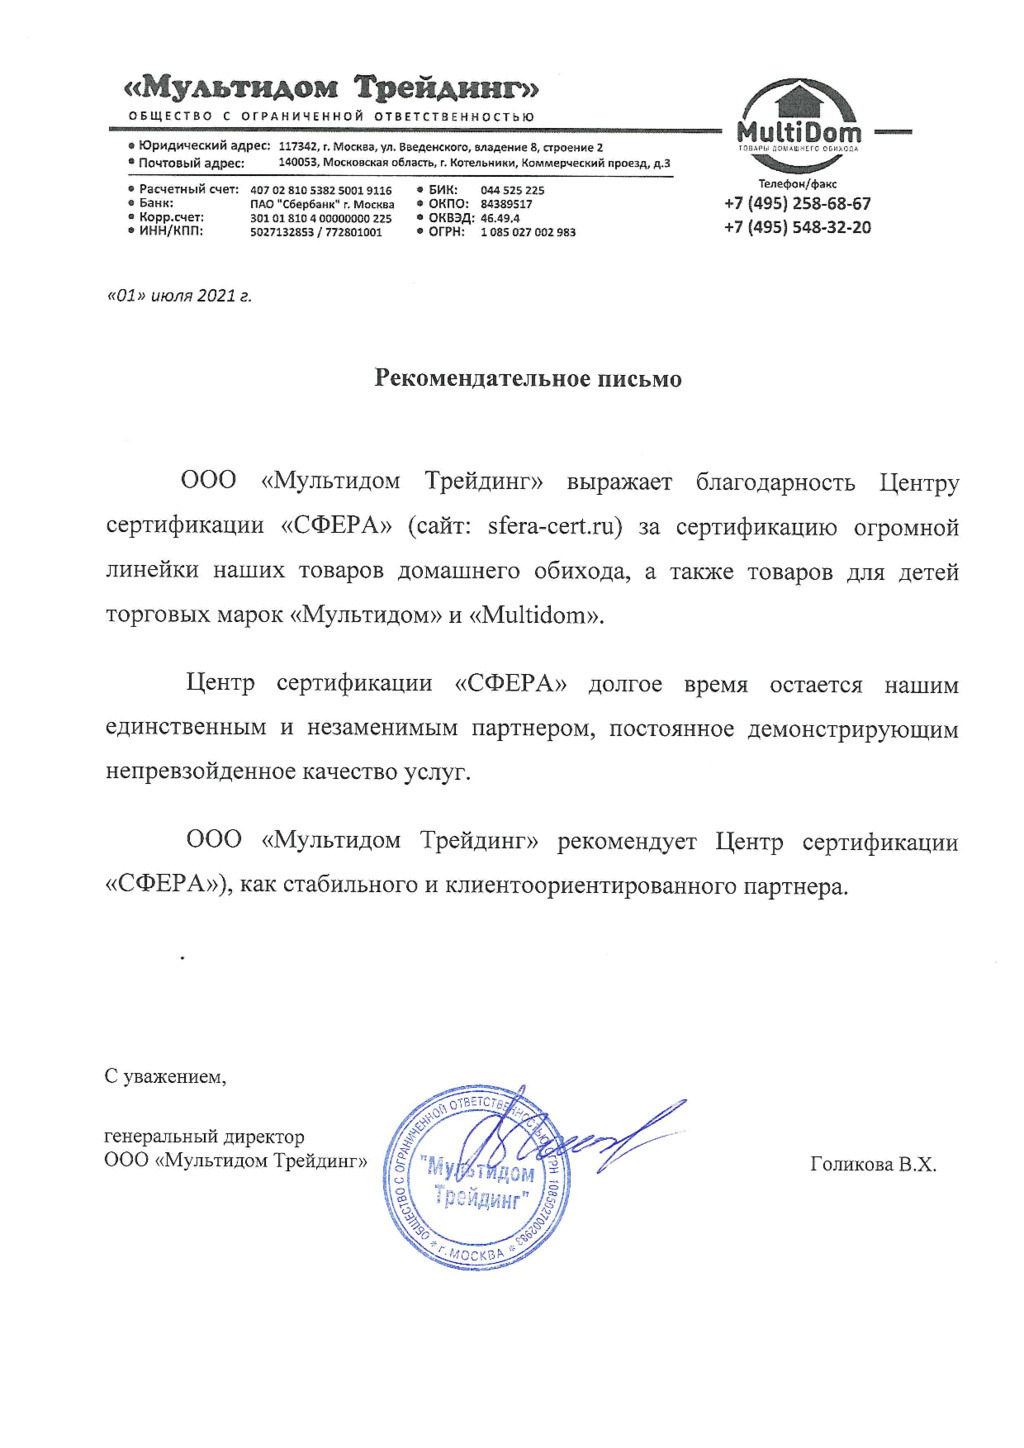 «Мультидом Трейдинг»
ОБЩЕСТВО С ОГРАНИЧЕННОЙ ОТВЕТСТВЕННОСТЬЮ
• Юридический адрес: 117342, г. Москва, ул. Введенского, владение 8, строение 2
• Почтовый адрес: 140053, Московская область, г. Котельники, Коммерческий проезд, д.3
• Расчетный счет: 407 02 810 5382 5001 9116 • БИК: 044 525 225
• Банк: ПАО "Сбербанк" г. Москва • ОКПО: 84389517
• Корр.счет: 301 01 810 4 00000000 225 • ОКВЭД: 46.49.4
• ИНН/КПП: 5027132853 / 772801001 • ОГРН: 1 085 027 002 983
MultiDom
ТОВАРЫ ДОМАШНЕГО ОБИХОДА
Телефон/факс
+7 (495) 258-68-67
+7 (495) 548-32-20
«01» июля 2021 г.
Рекомендательное письмо
ООО «Мультидом Трейдинг» выражает благодарность Центру
сертификации «СФЕРА» (сайт: sfera-cert.ru) за сертификацию огромной
линейки наших товаров домашнего обихода, а также товаров для детей
торговых марок «Мультидом» и «Multidom».
Центр сертификации «СФЕРА» долгое время остается нашим
единственным и незаменимым партнером, постоянное демонстрирующим
непревзойденное качество услуг.
ООО «Мультидом Трейдинг» рекомендует Центр сертификации
«СФЕРА»), как стабильного и клиентоориентированного партнера.
.
С уважением,
генеральный директор
ООО «Мультидом Трейдинг»
Голикова В.Х.
ОБЩЕСТВО С ОГРАНИЧЕННОЙ ОТВЕТСТВЕННОСТЬЮ ОГРН 1085027002983
* г. МОСКВА *
"Мультидом
Трейдинг"